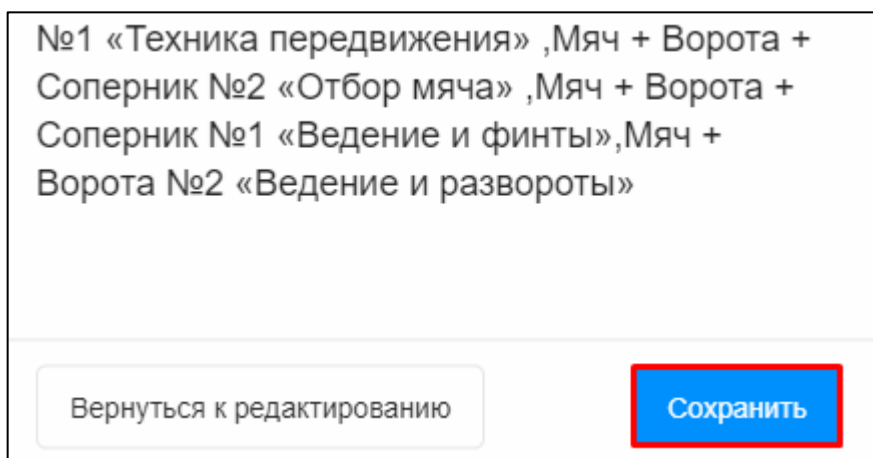 №1 «Техника передвижения» ,Мяч + Ворота +
Соперник №2 «Отбор мяча» ,Мяч + Ворота +
Соперник №1 «Ведение и финты»,Мяч +
Ворота №2 «Ведение и развороты»
Вернуться к редактированию
Сохранить